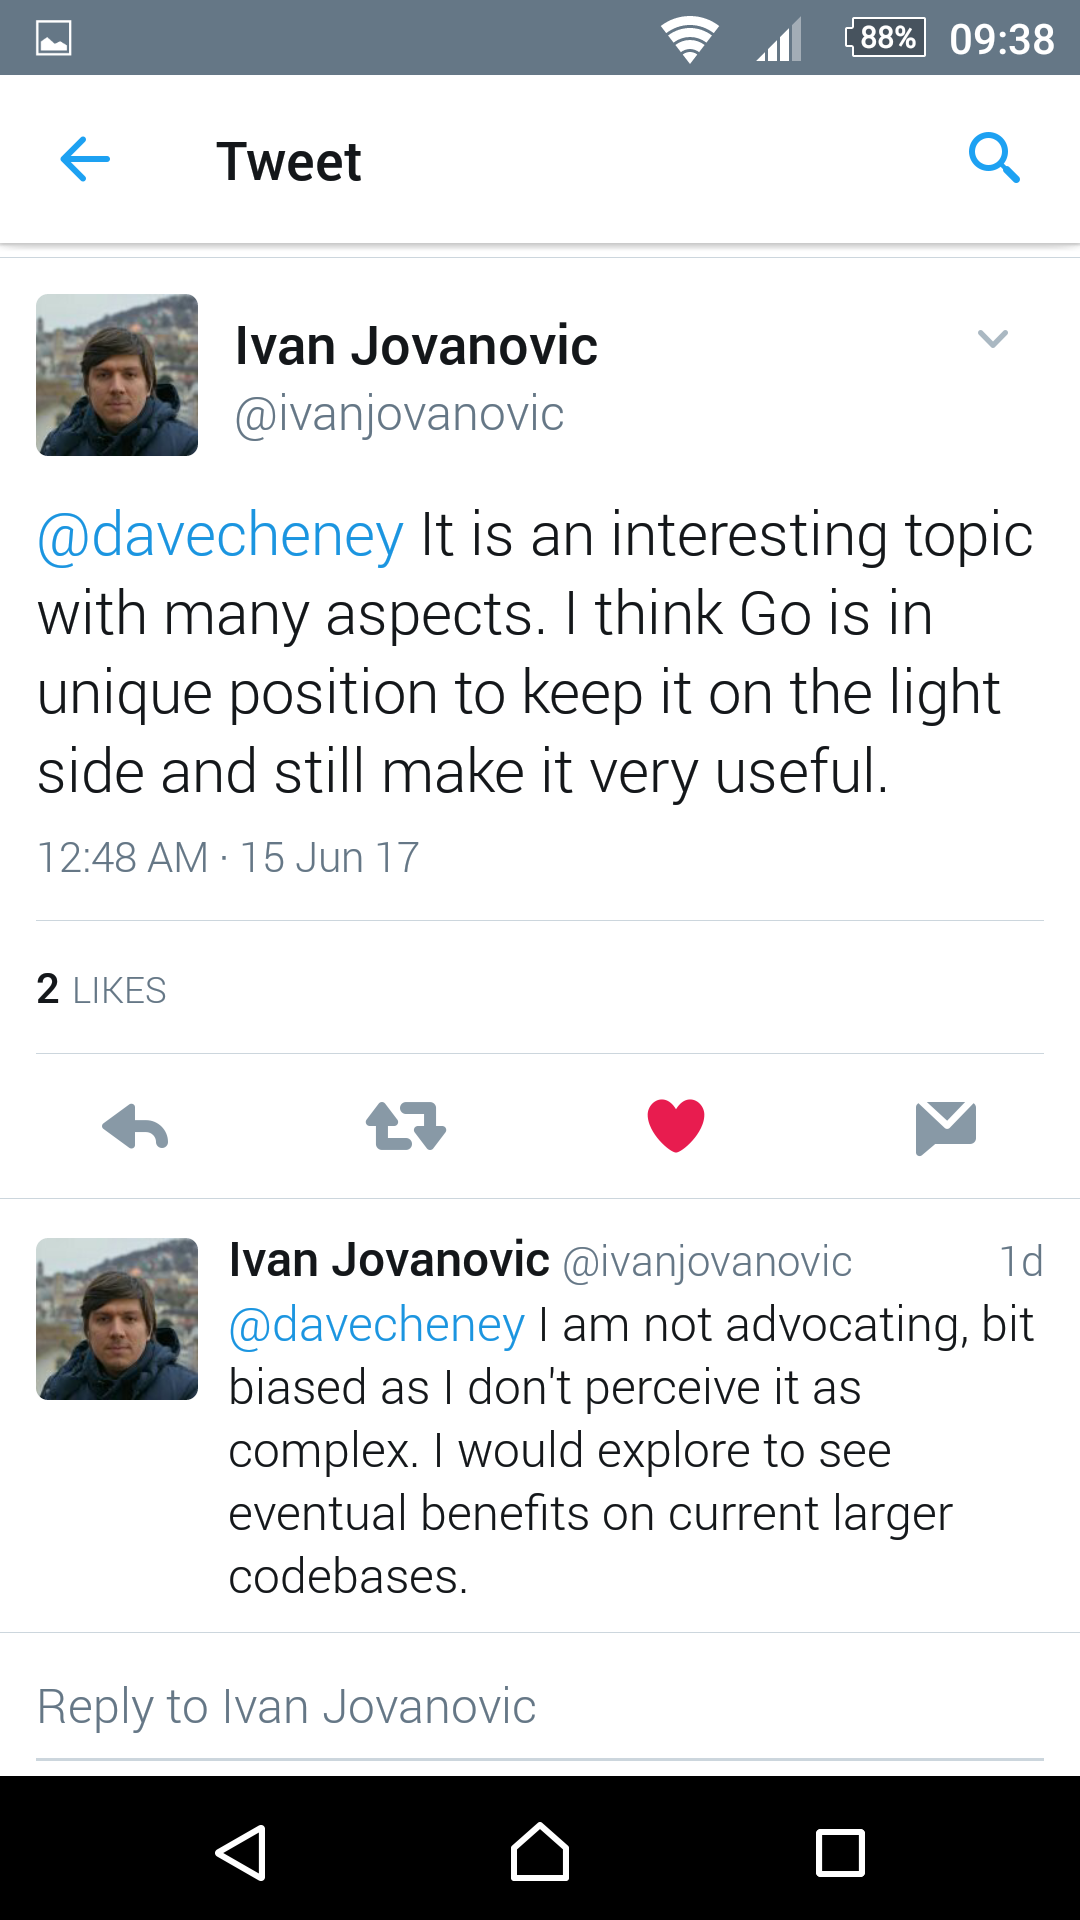 88% 09:38
Tweet
Ivan Jovanovic
@ivanjovanovic
@davecheney It is an interesting topic
with many aspects. I think Go is in
unique position to keep it on the light
side and still make it very useful.
12:48 AM · 15 Jun 17
2 LIKES
Ivan Jovanovic @ivanjovanovic 1d
@davecheney I am not advocating, bit
biased as I don't perceive it as
complex. I would explore to see
eventual benefits on current larger
codebases.
Reply to Ivan Jovanovic